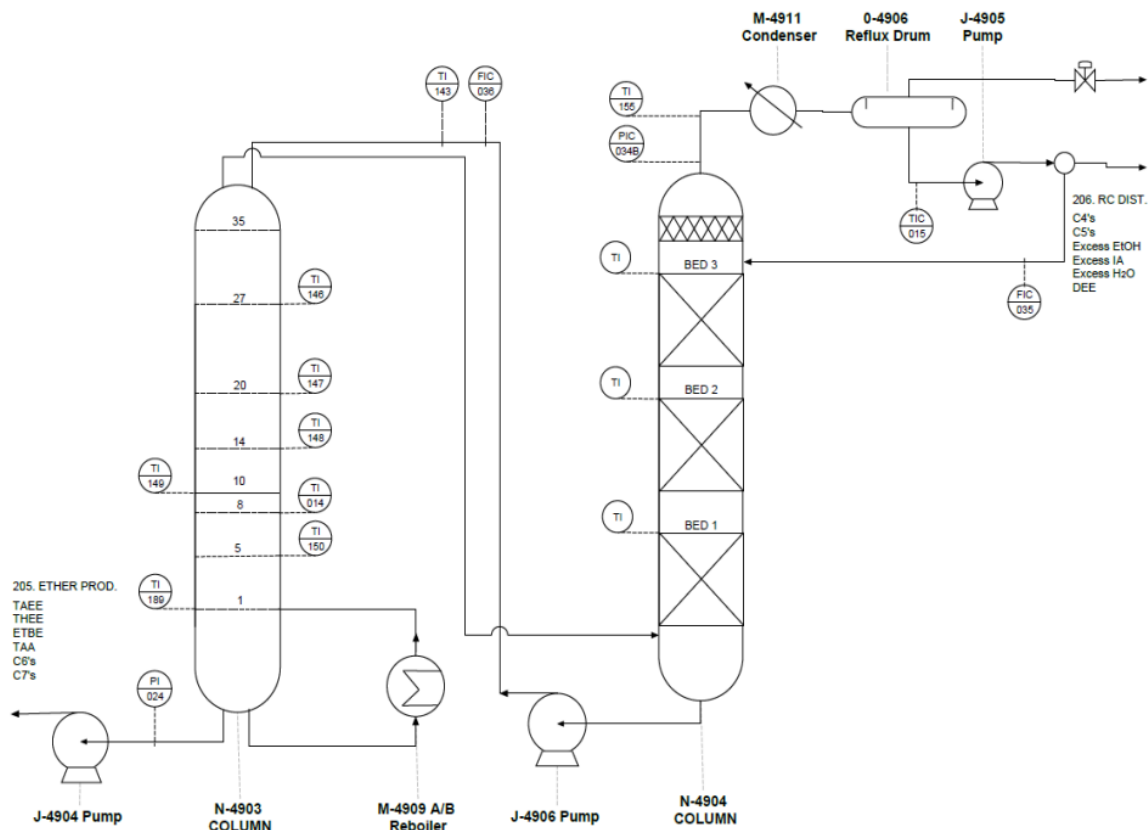 M-4911
Condenser
0-4906
Reflux Drum
J-4905
Pump
TI
143
FIC
036
TI
155
PIC
034B
TIC
015
206. RC DIST.
C4's
C5's
Excess EtOH
Excess IA
Excess H₂O
DEE
FIC
035
35
27
TI
146
20
TI
147
14
TI
148
TI
149
10
8
TI
014
5
TI
150
TI
189
1
TI
BED 3
TI
BED 2
TI
BED 1
205. ETHER PROD.
TAEE
THEE
ETBE
TAA
C6's
C7's
PI
024
J-4904 Pump
N-4903
COLUMN
M-4909 A/B
Reboiler
J-4906 Pump
N-4904
COLUMN